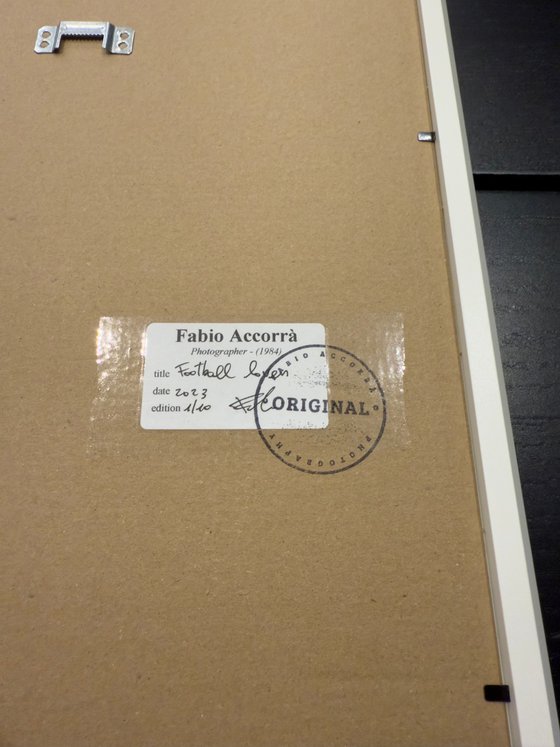 Fabio Accorrà
Photographer - (1984)
title Football lovers
date 2023
edition 1/10
FABIO ACCORRÀ
ORIGINAL
PHOTOGRAPHY